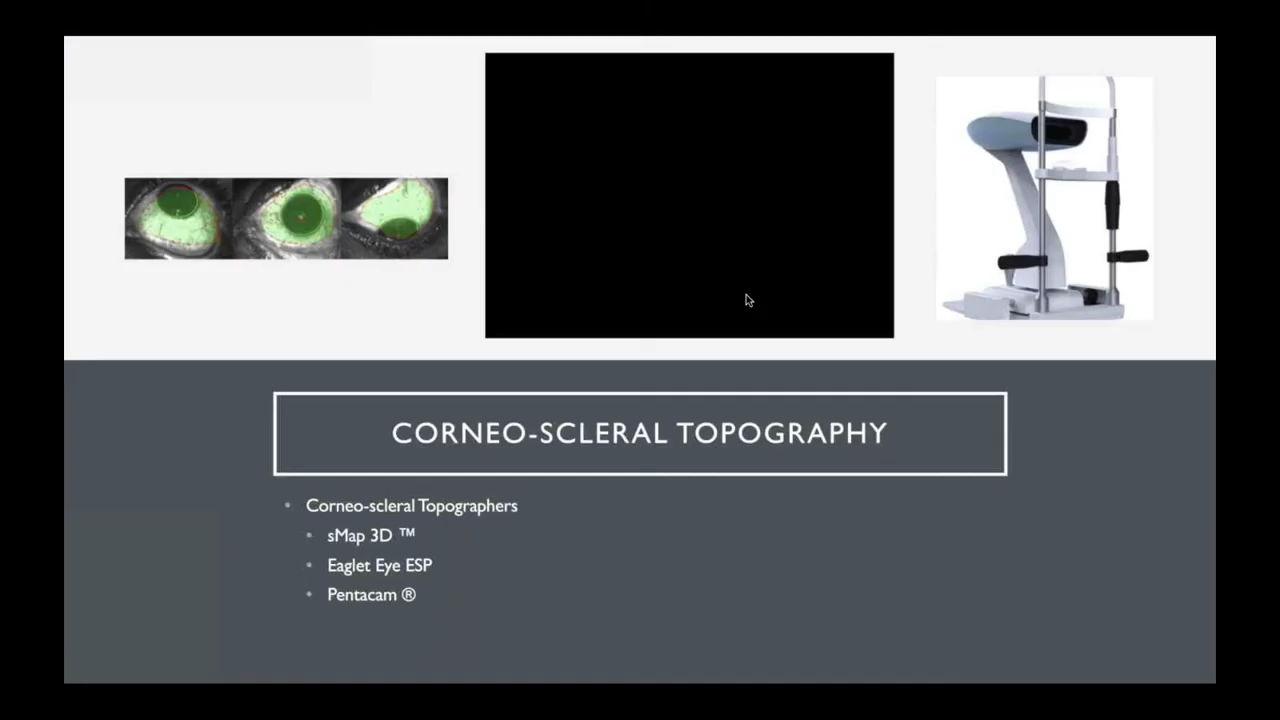 CORNEO-SCLERAL TOPOGRAPHY
• Corneo-scleral Topographers
• sMap 3D ™
• Eaglet Eye ESP
• Pentacam ®